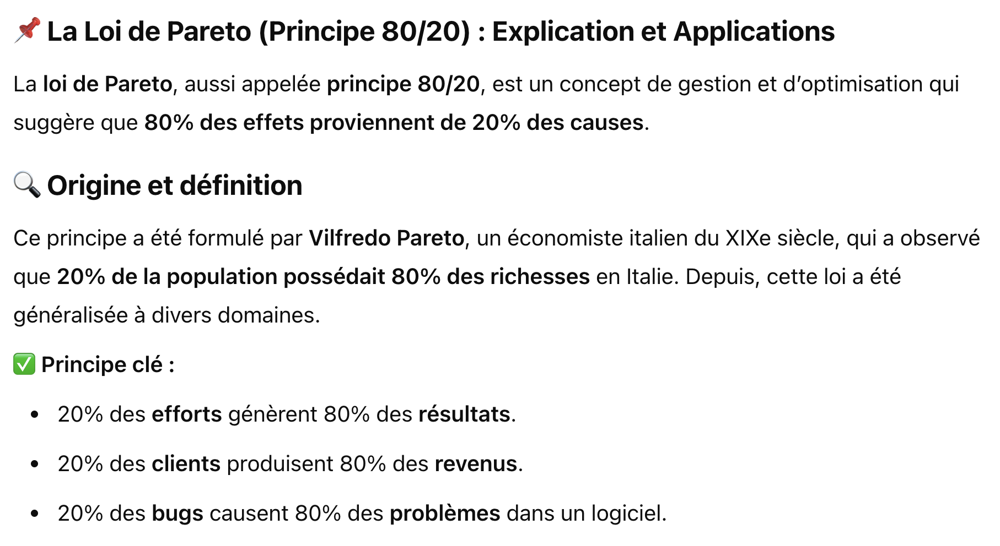 📌 La Loi de Pareto (Principe 80/20) : Explication et Applications
La loi de Pareto, aussi appelée principe 80/20, est un concept de gestion et d’optimisation qui
suggère que 80% des effets proviennent de 20% des causes.
🔍 Origine et définition
Ce principe a été formulé par Vilfredo Pareto, un économiste italien du XIXe siècle, qui a observé
que 20% de la population possédait 80% des richesses en Italie. Depuis, cette loi a été
généralisée à divers domaines.
✅ Principe clé :
• 20% des efforts génèrent 80% des résultats.
• 20% des clients produisent 80% des revenus.
• 20% des bugs causent 80% des problèmes dans un logiciel.